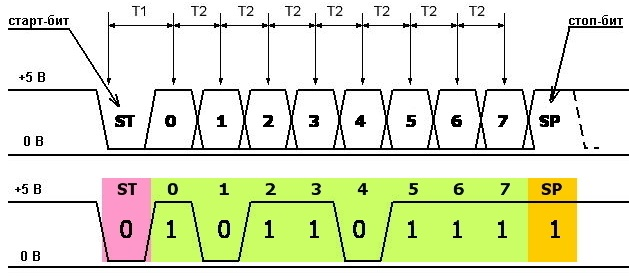 T1 T2 T2 T2 T2 T2 T2 T2
старт-бит стоп-бит
+5 В
ST 0 1 2 3 4 5 6 7 SP
0 В
+5 В ST 0 1 2 3 4 5 6 7 SP
0 1 0 1 1 0 1 1 1 1
0 В